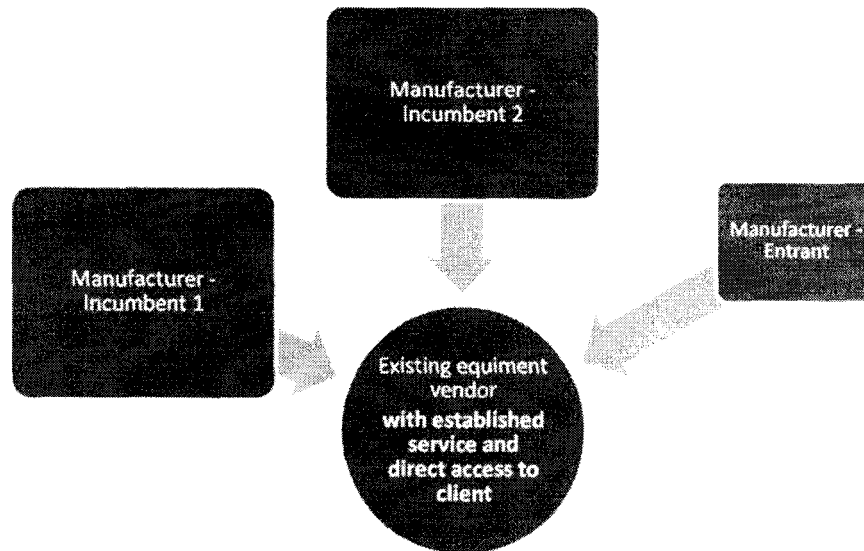 Manufacturer -
Incumbent 2
Manufacturer -
Incumbent 1
Manufacturer -
Entrant
Existing equiment
vendor
with established
service and
direct access to
client